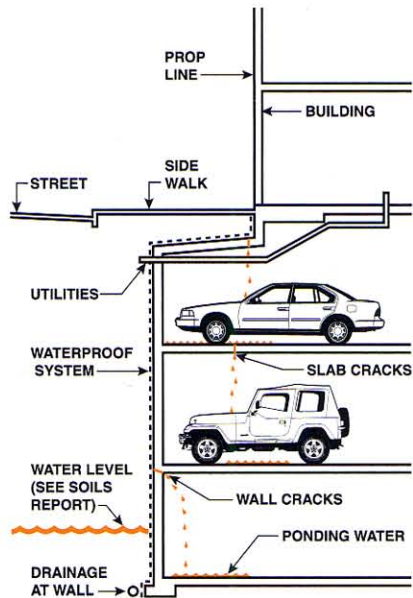 PROP
LINE
BUILDING
SIDE
WALK
STREET
UTILITIES
WATERPROOF
SYSTEM
SLAB CRACKS
WATER LEVEL
(SEE SOILS
REPORT)
WALL CRACKS
PONDING WATER
DRAINAGE
AT WALL